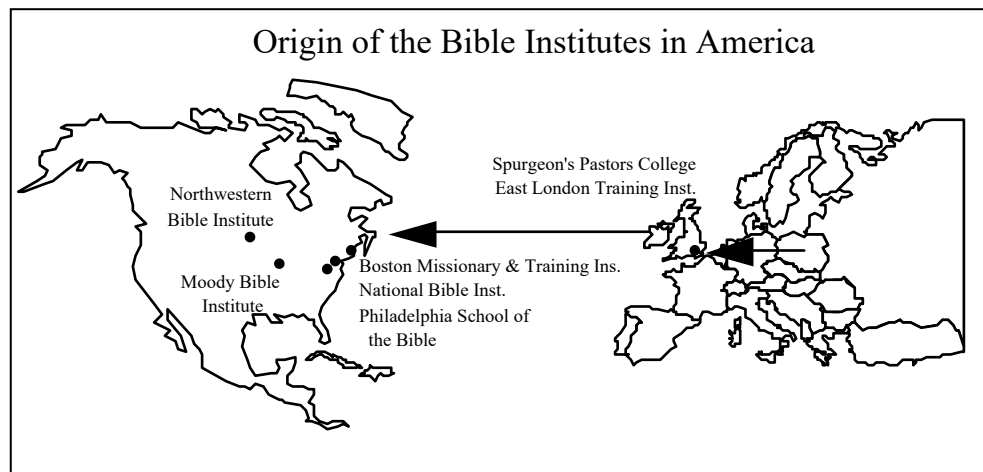 Origin of the Bible Institutes in America
Spurgeon's Pastors College
East London Training Inst.
Northwestern
Bible Institute
Moody Bible
Institute
Boston Missionary & Training Ins.
National Bible Inst.
Philadelphia School of
the Bible